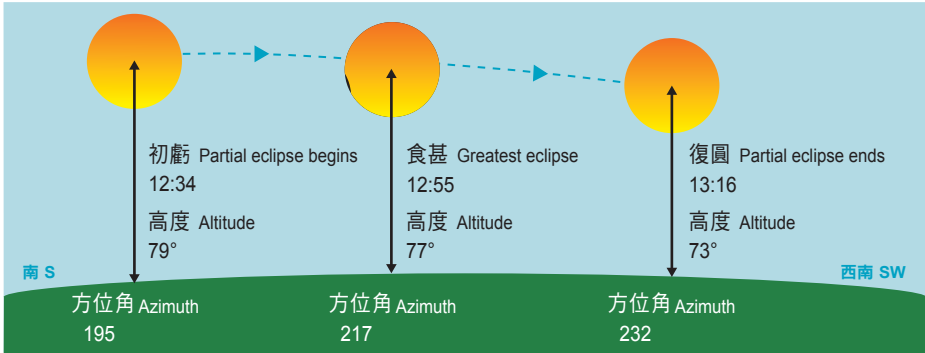 初虧 Partial eclipse begins
12:34
高度 Altitude
79°
食甚 Greatest eclipse
12:55
高度 Altitude
77°
復圓 Partial eclipse ends
13:16
高度 Altitude
73°
南 S
西南 SW
方位角 Azimuth
195
方位角 Azimuth
217
方位角 Azimuth
232